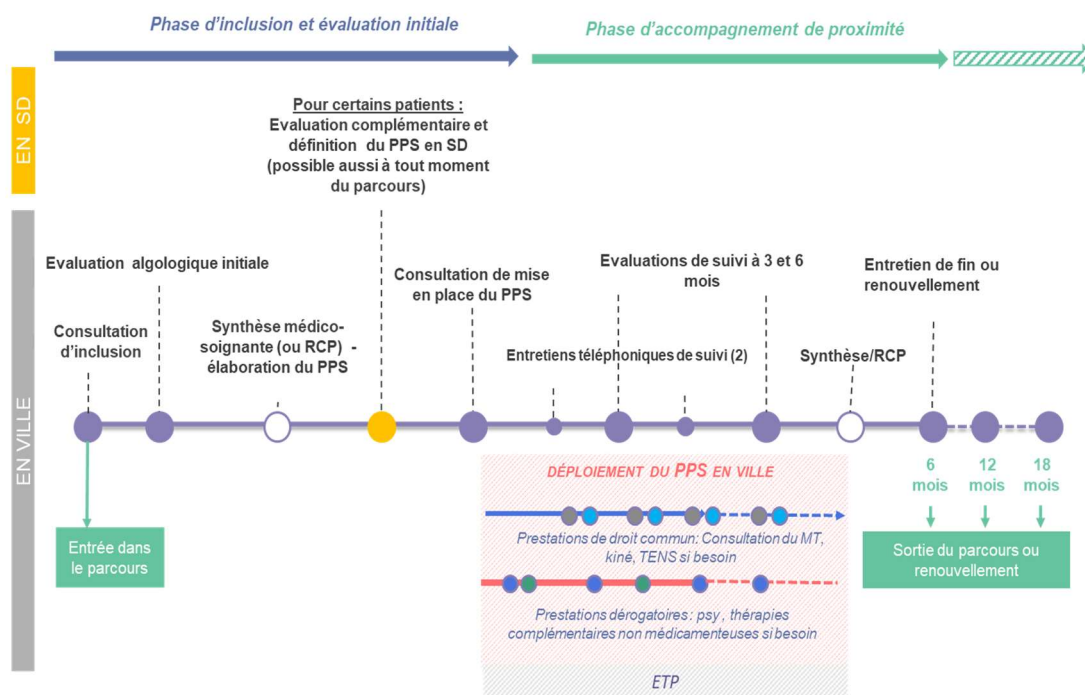 Phase d'inclusion et évaluation initiale
Phase d'accompagnement de proximité
EN SD
Pour certains patients :
Evaluation complémentaire et
définition du PPS en SD
(possible aussi à tout moment
du parcours)
EN VILLE
Evaluation algologique initiale
Consultation
d'inclusion
Synthèse médico-
soignante (ou RCP) -
élaboration du PPS
Consultation de mise
en place du PPS
Evaluations de suivi à 3 et 6
mois
Entretiens téléphoniques de suivi (2)
Synthèse/RCP
Entretien de fin ou
renouvellement
Entrée dans
le parcours
DÉPLOIEMENT DU PPS EN VILLE
Prestations de droit commun: Consultation du MT,
kiné, TENS si besoin
Prestations dérogatoires : psy , thérapies
complémentaires non médicamenteuses si besoin
ETP
6
mois
12
mois
18
mois
Sortie du parcours ou
renouvellement